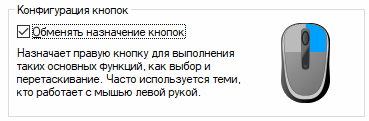 Конфигурация кнопок
Обменять назначение кнопок
Назначает правую кнопку для выполнения
таких основных функций, как выбор и
перетаскивание. Часто используется теми,
кто работает с мышью левой рукой.